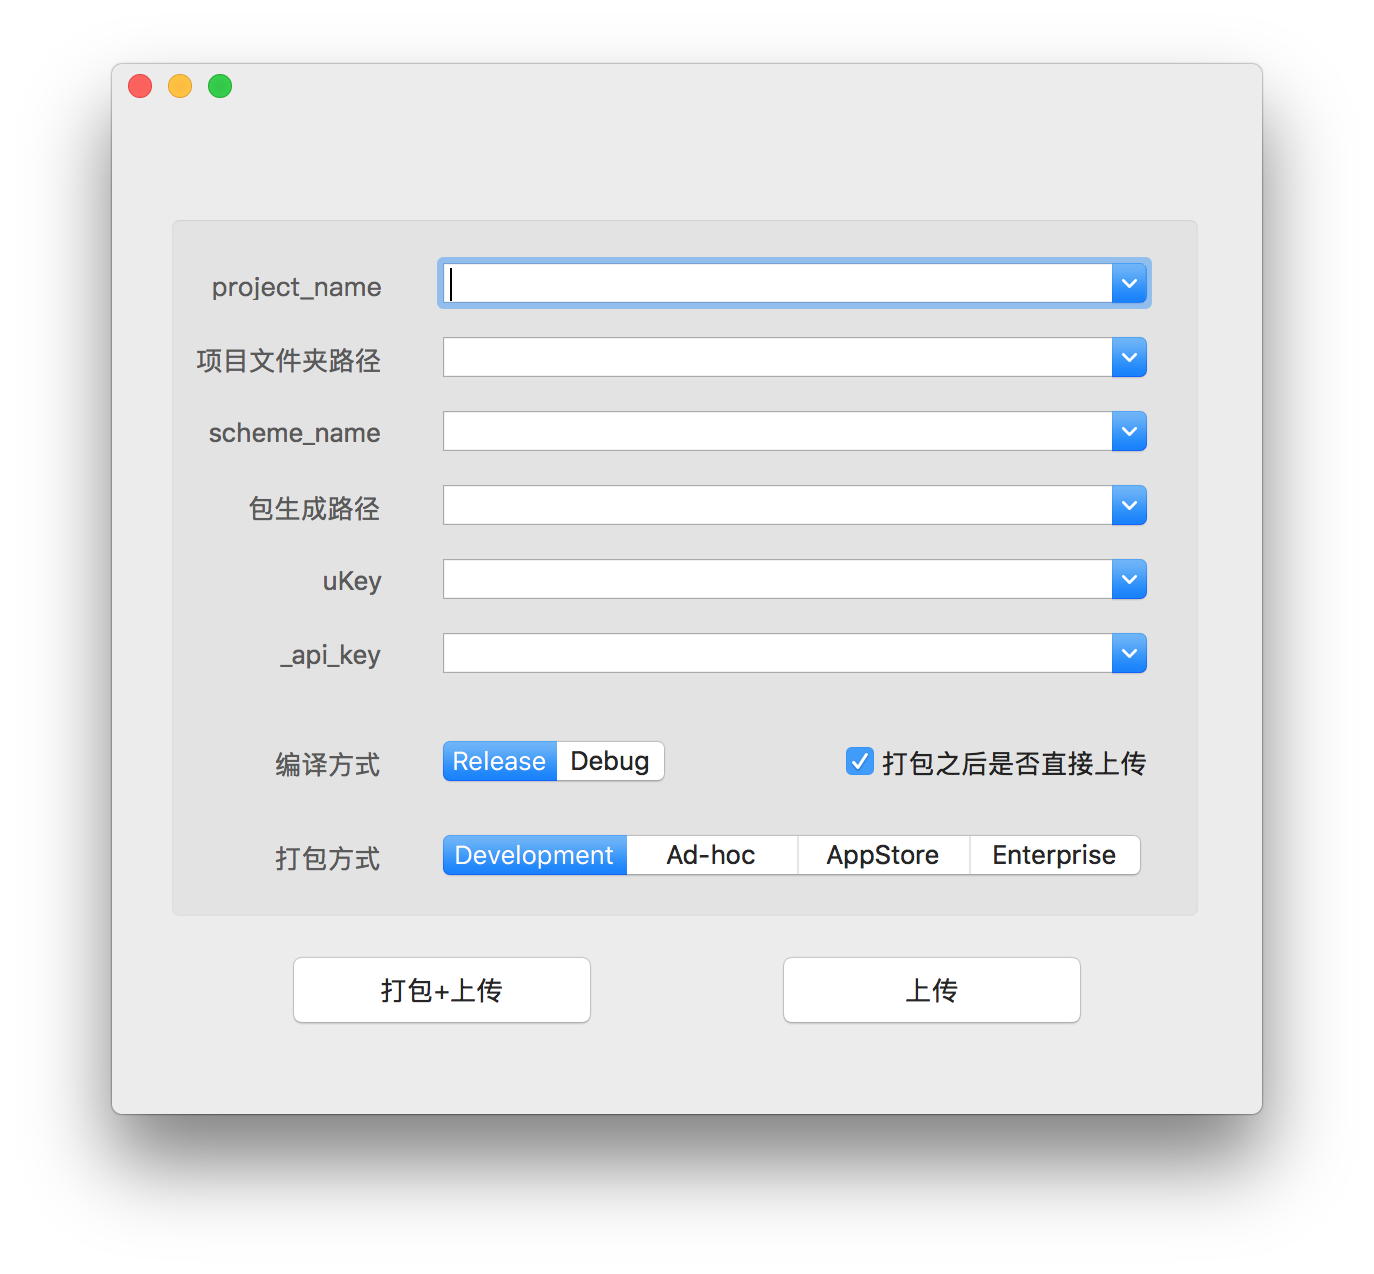 project_name
项目文件夹路径
scheme_name
包生成路径
uKey
_api_key
编译方式 Release Debug 打包之后是否直接上传
打包方式 Development Ad-hoc AppStore Enterprise
打包+上传 上传